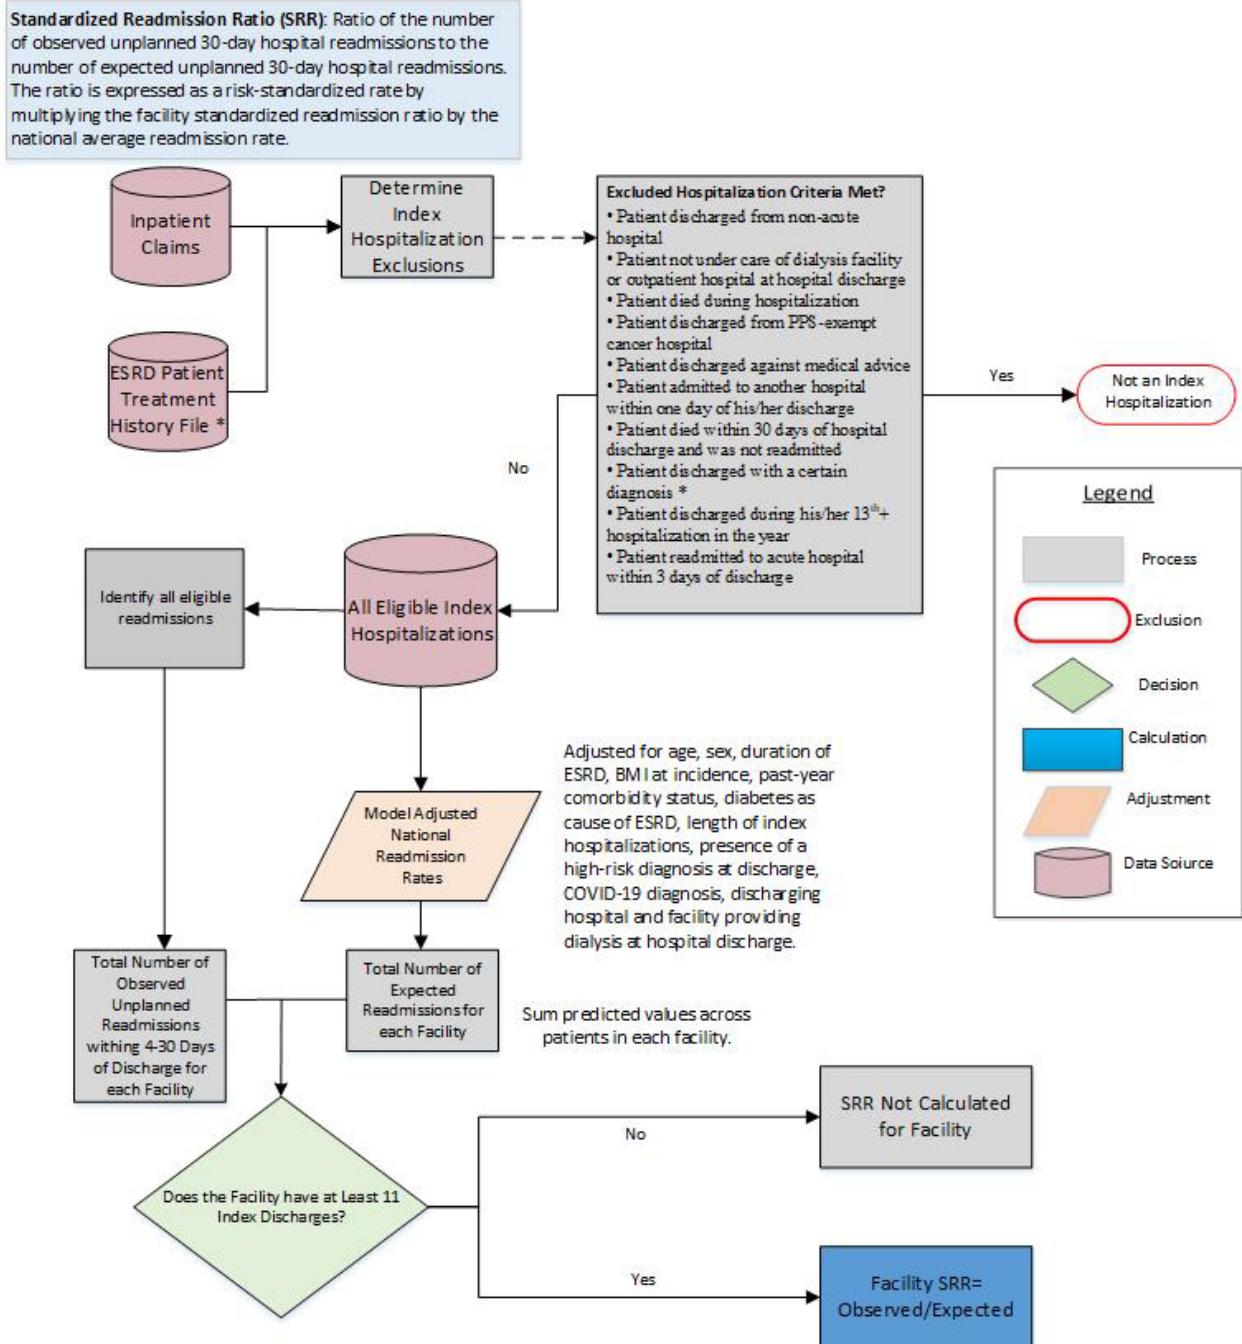 Standardized Readmission Ratio (SRR): Ratio of the number
of observed unplanned 30-day hospital readmissions to the
number of expected unplanned 30-day hospital readmissions.
The ratio is expressed as a risk-standardized rate by
multiplying the facility standardized readmission ratio by the
national average readmission rate.
Inpatient
Claims
Determine
Index
Hospitalization
Exclusions
Excluded Hospitalization Criteria Met?
• Patient discharged from non-acute
hospital
• Patient not under care of dialysis facility
or outpatient hospital at hospital discharge
• Patient died during hospitalization
• Patient discharged from PPS-exempt
cancer hospital
• Patient discharged against medical advice
• Patient admitted to another hospital
within one day of his/her discharge
• Patient died within 30 days of hospital
discharge and was not readmitted
• Patient discharged with a certain
diagnosis *
• Patient discharged during his/her 13th+
hospitalization in the year
• Patient readmitted to acute hospital
within 3 days of discharge
ESRD Patient
Treatment
History File *
Yes
Not an Index
Hospitalization
No
Legend
Process
Exclusion
Decision
Calculation
Adjustment
Data Soiurce
Identify all eligible
readmissions
All Eligible Index
Hospitalizations
Model Adjusted
National
Readmission
Rates
Adjusted for age, sex, duration of
ESRD, BMI at incidence, past-year
comorbidity status, diabetes as
cause of ESRD, length of index
hospitalizations, presence of a
high-risk diagnosis at discharge,
COVID-19 diagnosis, discharging
hospital and facility providing
dialysis at hospital discharge.
Total Number of
Observed
Unplanned
Readmissions
withing 4-30 Days
of Discharge for
each Facility
Total Number of
Expected
Readmissions for
each Facility
Sum predicted values across
patients in each facility.
Does the Facility have at Least 11
Index Discharges?
No
SRR Not Calculated
for Facility
Yes
Facility SRR=
Observed/Expected